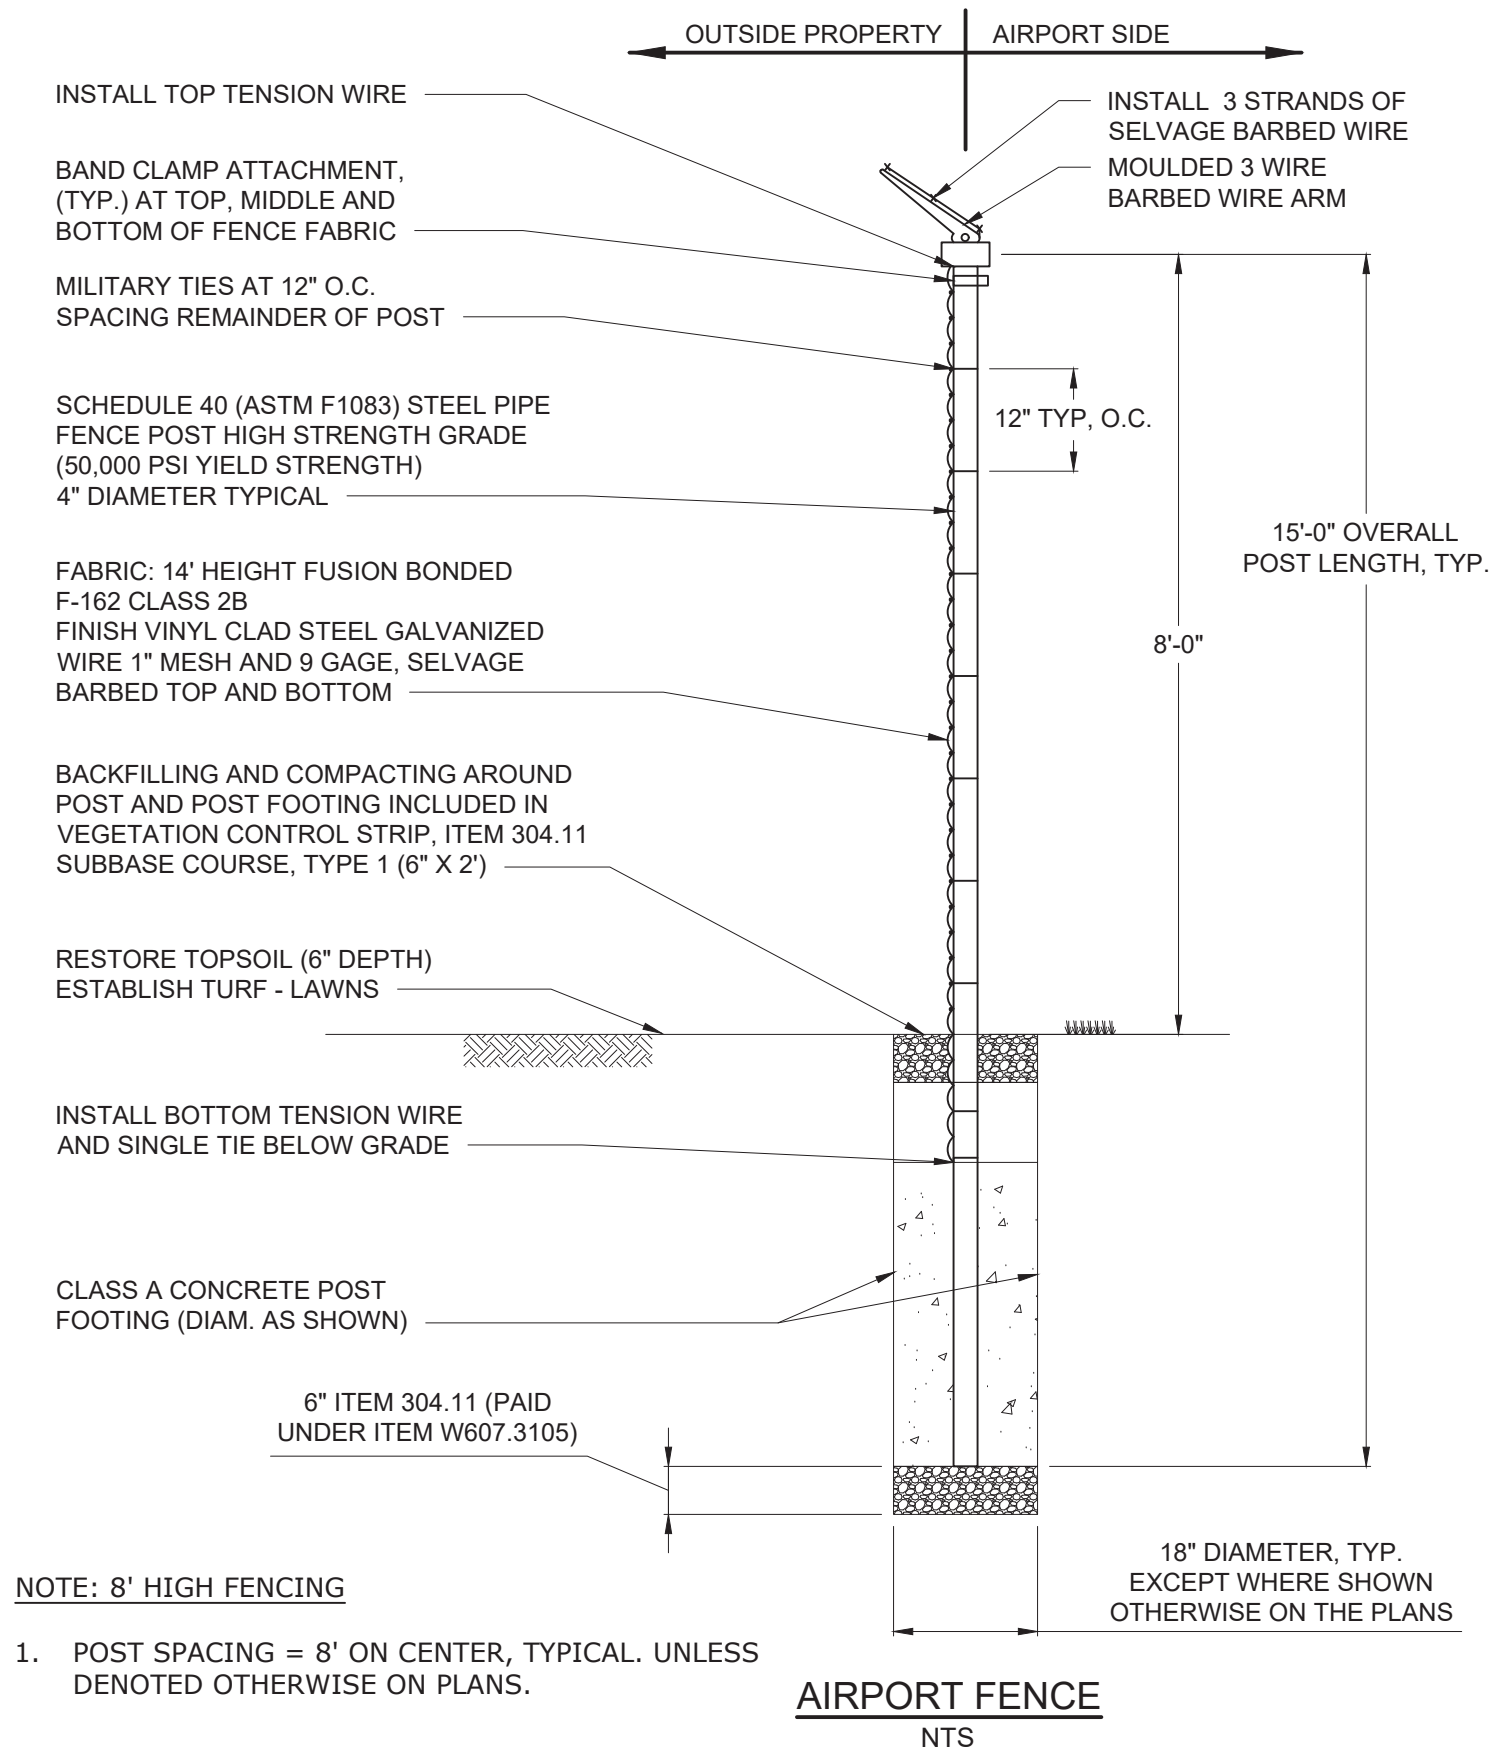 OUTSIDE PROPERTY
AIRPORT SIDE
INSTALL TOP TENSION WIRE
INSTALL 3 STRANDS OF
SELVAGE BARBED WIRE
BAND CLAMP ATTACHMENT,
(TYP.) AT TOP, MIDDLE AND
BOTTOM OF FENCE FABRIC
MOULDED 3 WIRE
BARBED WIRE ARM
MILITARY TIES AT 12" O.C.
SPACING REMAINDER OF POST
SCHEDULE 40 (ASTM F1083) STEEL PIPE
FENCE POST HIGH STRENGTH GRADE
(50,000 PSI YIELD STRENGTH)
4" DIAMETER TYPICAL
12" TYP, O.C.
15'-0" OVERALL
POST LENGTH, TYP.
8'-0"
FABRIC: 14' HEIGHT FUSION BONDED
F-162 CLASS 2B
FINISH VINYL CLAD STEEL GALVANIZED
WIRE 1" MESH AND 9 GAGE, SELVAGE
BARBED TOP AND BOTTOM
BACKFILLING AND COMPACTING AROUND
POST AND POST FOOTING INCLUDED IN
VEGETATION CONTROL STRIP, ITEM 304.11
SUBBASE COURSE, TYPE 1 (6" X 2')
RESTORE TOPSOIL (6" DEPTH)
ESTABLISH TURF - LAWNS
INSTALL BOTTOM TENSION WIRE
AND SINGLE TIE BELOW GRADE
CLASS A CONCRETE POST
FOOTING (DIAM. AS SHOWN)
6" ITEM 304.11 (PAID
UNDER ITEM W607.3105)
18" DIAMETER, TYP.
EXCEPT WHERE SHOWN
OTHERWISE ON THE PLANS
NOTE: 8' HIGH FENCING
1. POST SPACING = 8' ON CENTER, TYPICAL. UNLESS
DENOTED OTHERWISE ON PLANS.
AIRPORT FENCE
NTS